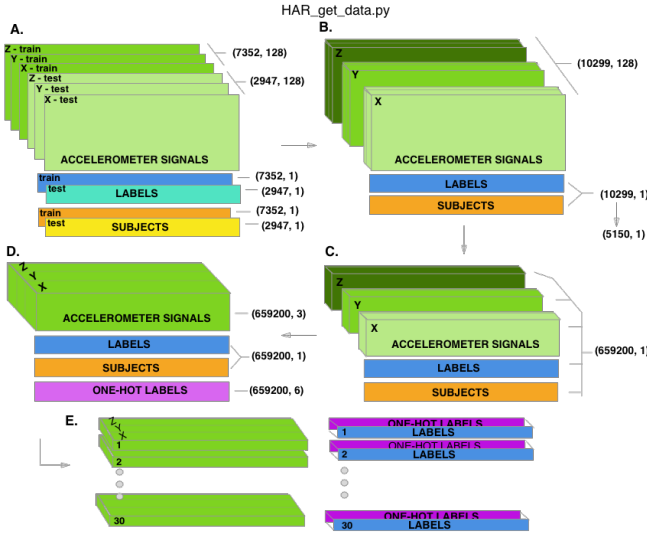 HAR_get_data.py
A.
Z - train
Y - train
X - train
Z - test
Y - test
X - test
ACCELEROMETER SIGNALS
(7352, 128)
(2947, 128)
train
test
LABELS
(7352, 1)
(2947, 1)
train
test
SUBJECTS
(7352, 1)
(2947, 1)
B.
Z
Y
X
ACCELEROMETER SIGNALS
(10299, 128)
LABELS
SUBJECTS
(10299, 1)
(5150, 1)
D.
Z
Y
X
ACCELEROMETER SIGNALS
(659200, 3)
LABELS
SUBJECTS
(659200, 1)
ONE-HOT LABELS
(659200, 6)
C.
Z
Y
X
ACCELEROMETER SIGNALS
LABELS
SUBJECTS
(659200, 1)
E.
Z
Y
X
1
2
30
ONE-HOT LABELS
1 LABELS
ONE-HOT LABELS
2 LABELS
ONE-HOT LABELS
30 LABELS